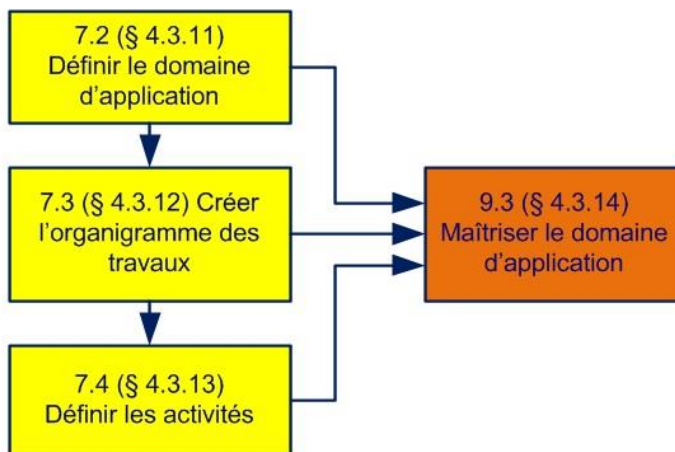 7.2 (§ 4.3.11)
Définir le domaine
d’application
7.3 (§ 4.3.12) Créer
l’organigramme des
travaux
7.4 (§ 4.3.13)
Définir les activités
9.3 (§ 4.3.14)
Maîtriser le domaine
d’application